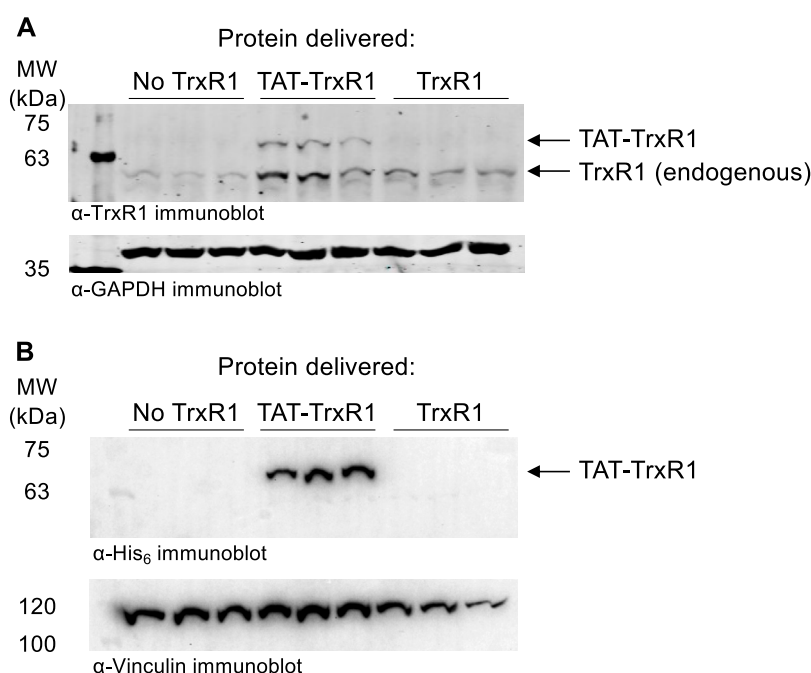 A
Protein delivered:
MW
(kDa)
No TrxR1 TAT-TrxR1 TrxR1
75
63
TAT-TrxR1
TrxR1 (endogenous)
α-TrxR1 immunoblot
35
α-GAPDH immunoblot
B
Protein delivered:
MW
(kDa)
No TrxR1 TAT-TrxR1 TrxR1
75
63
TAT-TrxR1
α-His₆ immunoblot
120
100
α-Vinculin immunoblot